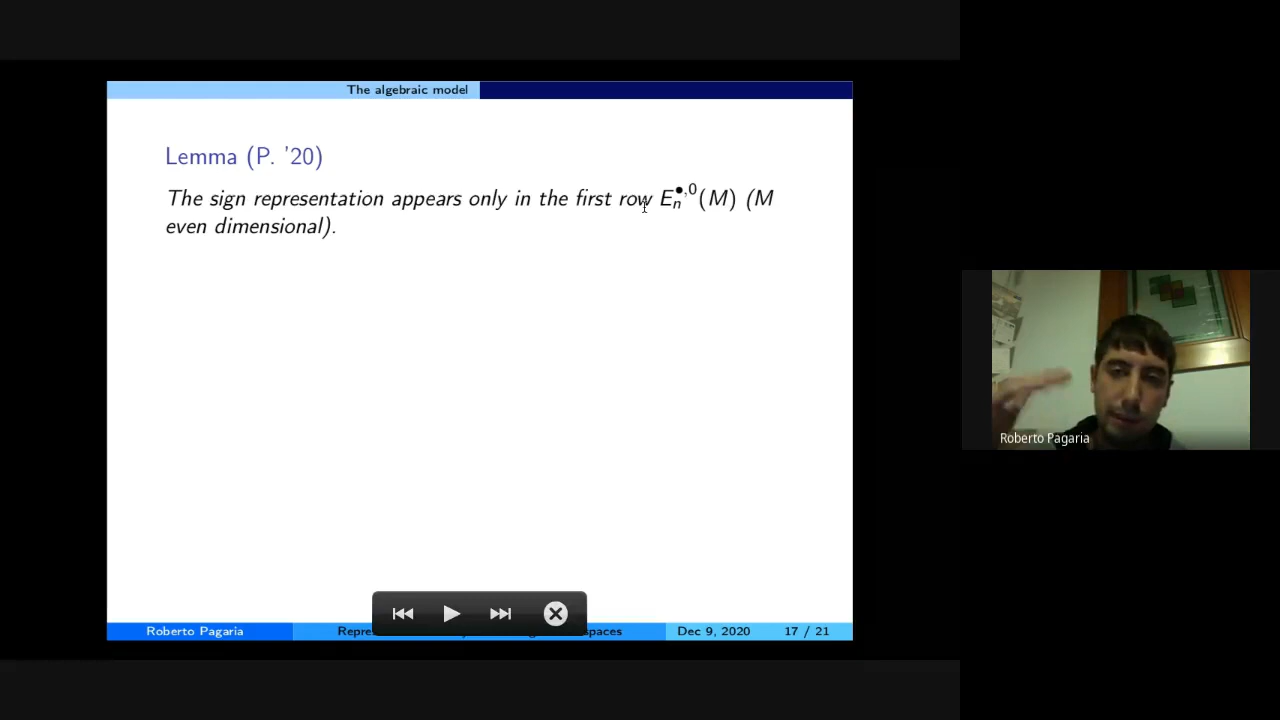 The algebraic model
Lemma (P. '20)
The sign representation appears only in the first row E_n^{•,0}(M) (M
even dimensional).
Roberto Pagaria
Roberto Pagaria spaces Dec 9, 2020 17 / 21